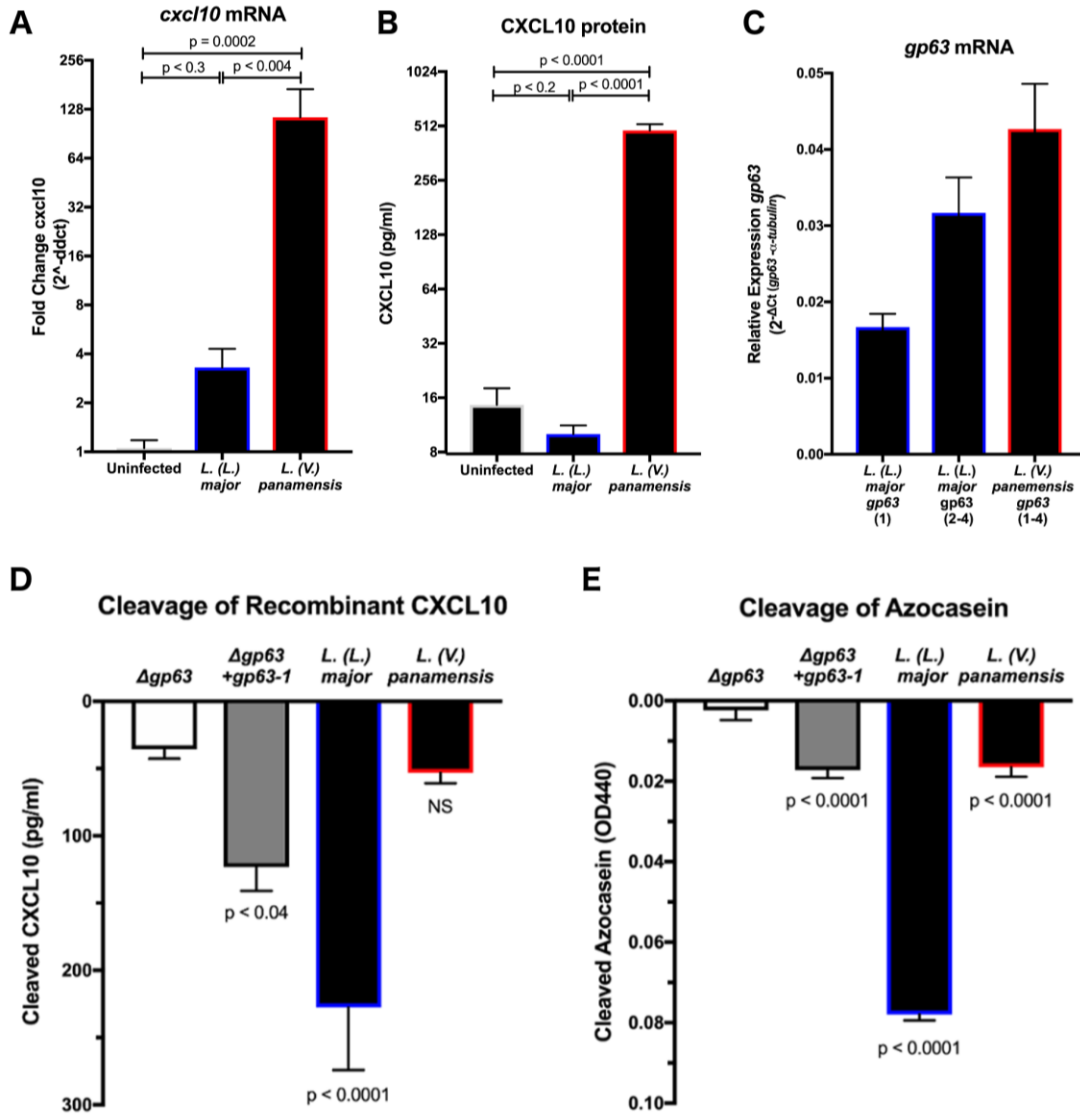 A
cxcl10 mRNA
p = 0.0002
p < 0.3
p < 0.004
256
128
64
32
16
8
4
2
1
Fold Change cxcl10
(2^-ddct)
Uninfected
L. (L.)
major
L. (V.)
panamensis
B
CXCL10 protein
p < 0.0001
p < 0.2
p < 0.0001
1024
512
256
128
64
32
16
8
CXCL10 (pg/ml)
Uninfected
L. (L.)
major
L. (V.)
panamensis
C
gp63 mRNA
0.05
0.04
0.03
0.02
0.01
0.00
Relative Expression gp63
(2-ΔCt (gp63 -α-tubulin)
L. (L.)
major
gp63
(1)
L. (L.)
major
gp63
(2-4)
L. (V.)
panemensis
gp63
(1-4)
D
Cleavage of Recombinant CXCL10
Δgp63
Δgp63
+gp63-1
L. (L.)
major
L. (V.)
panamensis
0
100
200
300
Cleaved CXCL10 (pg/ml)
p < 0.04
p < 0.0001
NS
E
Cleavage of Azocasein
Δgp63
Δgp63
+gp63-1
L. (L.)
major
L. (V.)
panamensis
0.00
0.02
0.04
0.06
0.08
0.10
Cleaved Azocasein (OD440)
p < 0.0001
p < 0.0001
p < 0.0001